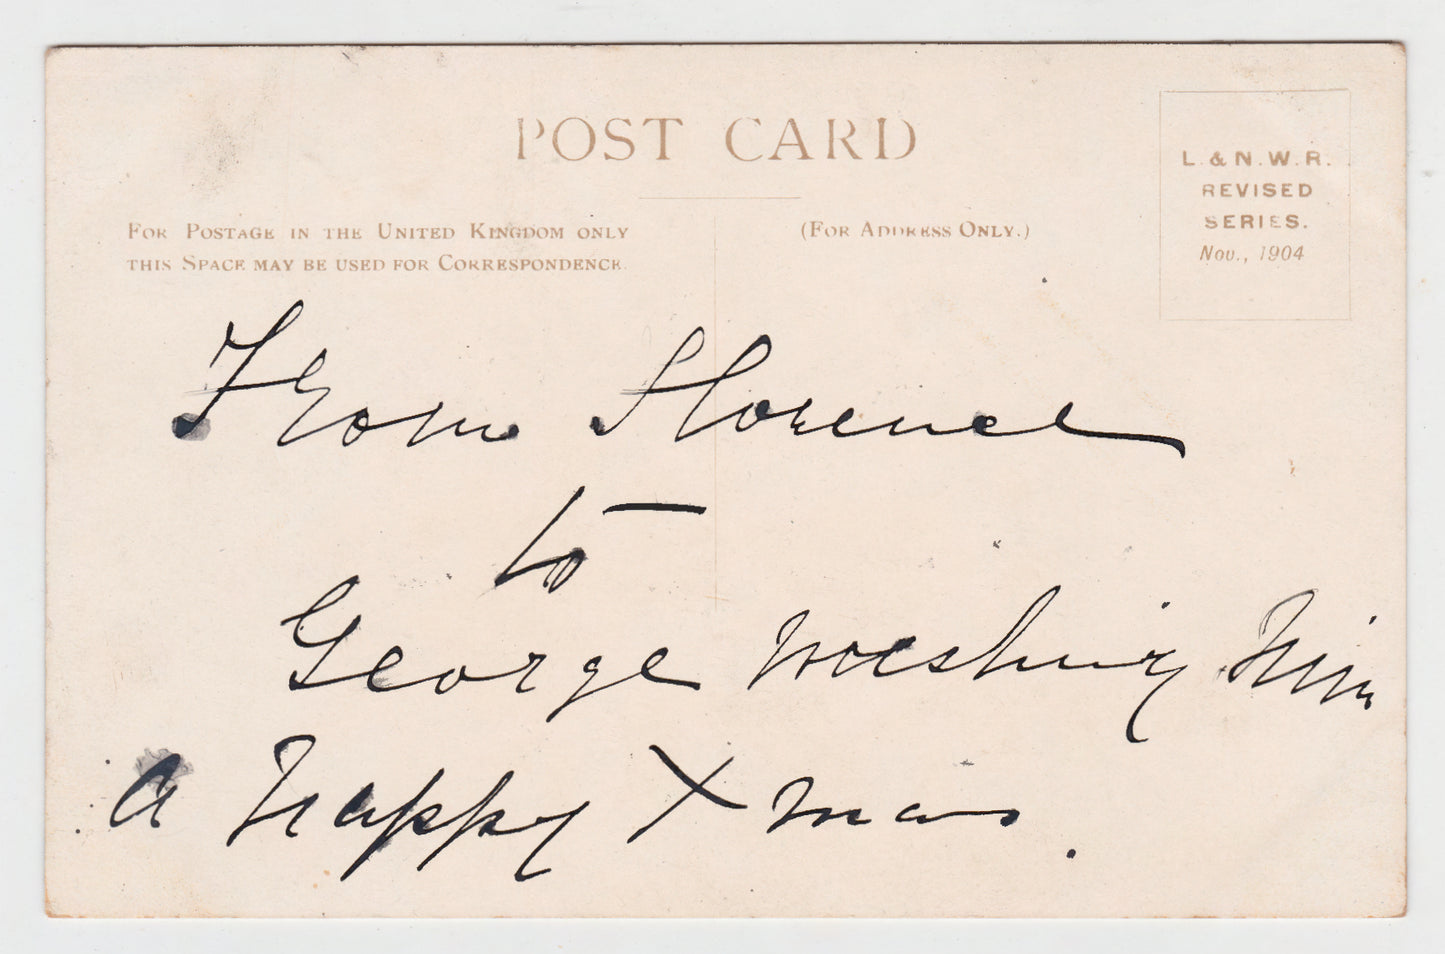 POST CARD
FOR POSTAGE IN THE UNITED KINGDOM ONLY
THIS SPACE MAY BE USED FOR CORRESPONDENCE.
(FOR ADDRESS ONLY.)
L. & N. W. R.
REVISED
SERIES.
Nov., 1904
From Florence
to
George wishing him
a happy Xmas.